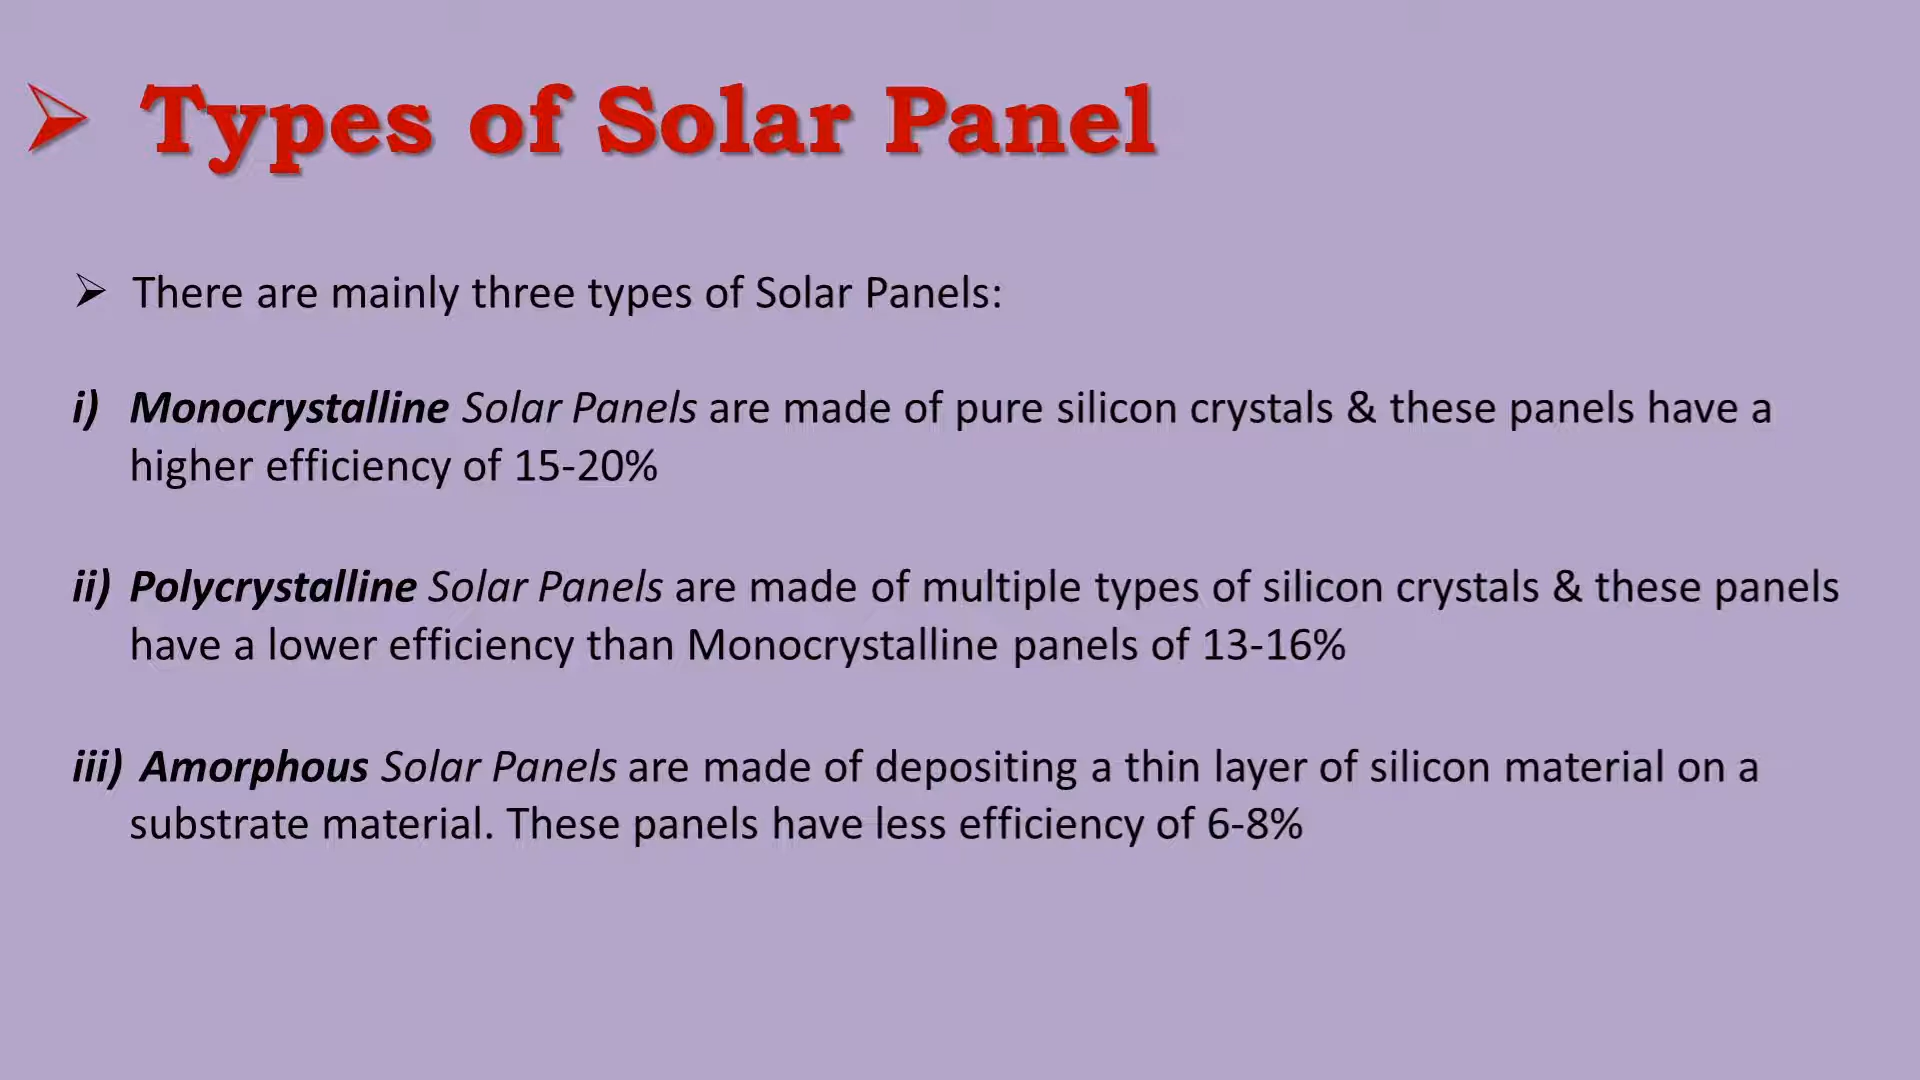 ➢ Types of Solar Panel
➢ There are mainly three types of Solar Panels:
i) Monocrystalline Solar Panels are made of pure silicon crystals & these panels have a
higher efficiency of 15-20%
ii) Polycrystalline Solar Panels are made of multiple types of silicon crystals & these panels
have a lower efficiency than Monocrystalline panels of 13-16%
iii) Amorphous Solar Panels are made of depositing a thin layer of silicon material on a
substrate material. These panels have less efficiency of 6-8%